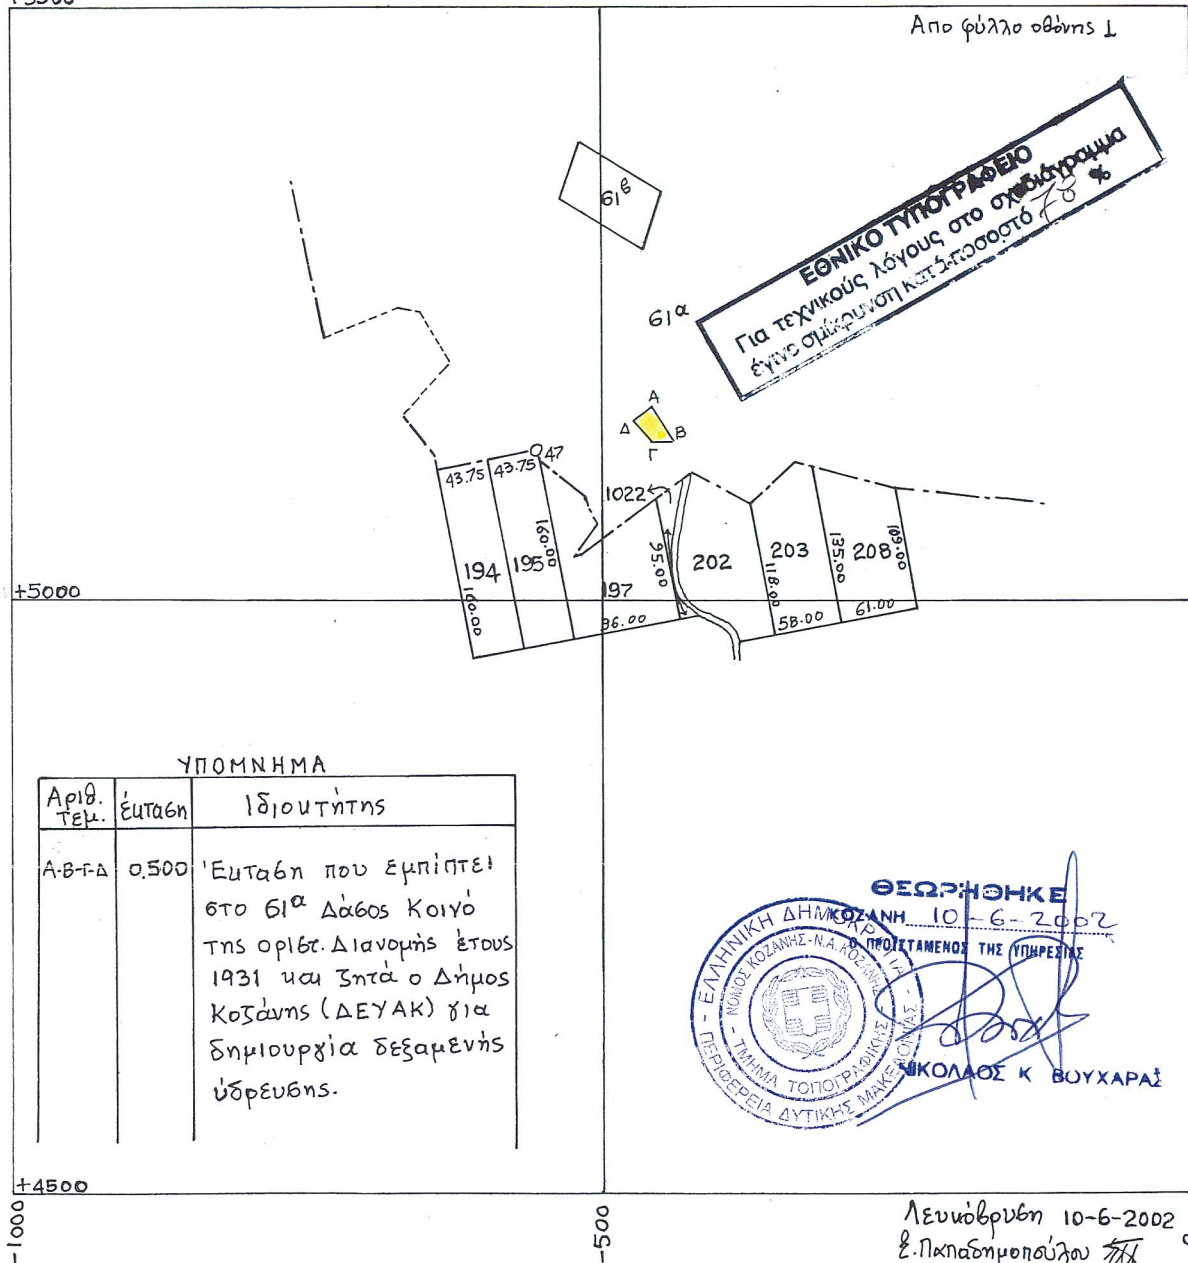 +5500
Από φύλλο οθόνης 1
ΕΘΝΙΚΟ ΤΥΠΟΓΡΑΦΕΙΟ
Για τεχνικούς λόγους στο σχεδιάγραμμα
έγινε σμίκρυνση κατά ποσοστό 78 %
61β
61α
Α
Δ
Β
Γ
43.75
43.75
47
1022
160.00
95.00
202
203
135.00
208
109.00
194
195
118.00
+5000
160.00
197
96.00
58.00
61.00
ΥΠΟΜΝΗΜΑ
Αριθ. τεμ.
έκταση
Ιδιοκτήτης
Α-Β-Γ-Δ
0.500
Έκταση που εμπίπτει
στο 61α Δάσος Κοινό
της οριστ. Διανομής έτους
1931 και ζητά ο Δήμος
Κοζάνης (ΔΕΥΑΚ) για
δημιουργία δεξαμενής
ύδρευσης.
ΘΕΩΡΗΘΗΚΕ
ΚΟΖΑΝΗ 10-6-2002
Ο ΠΡΟΪΣΤΑΜΕΝΟΣ ΤΗΣ ΥΠΗΡΕΣΙΑΣ
ΕΛΛΗΝΙΚΗ ΔΗΜΟΚΡΑΤΙΑ
ΝΟΜΟΣ ΚΟΖΑΝΗΣ - Ν.Α. ΚΟΖΑΝΗΣ
ΤΜΗΜΑ ΤΟΠΟΓΡΑΦΙΚΗΣ
ΠΕΡΙΦΕΡΕΙΑ ΔΥΤΙΚΗΣ ΜΑΚΕΔΟΝΙΑΣ
ΝΙΚΟΛΑΟΣ Κ ΒΟΥΧΑΡΑΣ
+4500
-1000
-500
Λευκόβρυση 10-6-2002
Ε. Παπαδημοπούλου